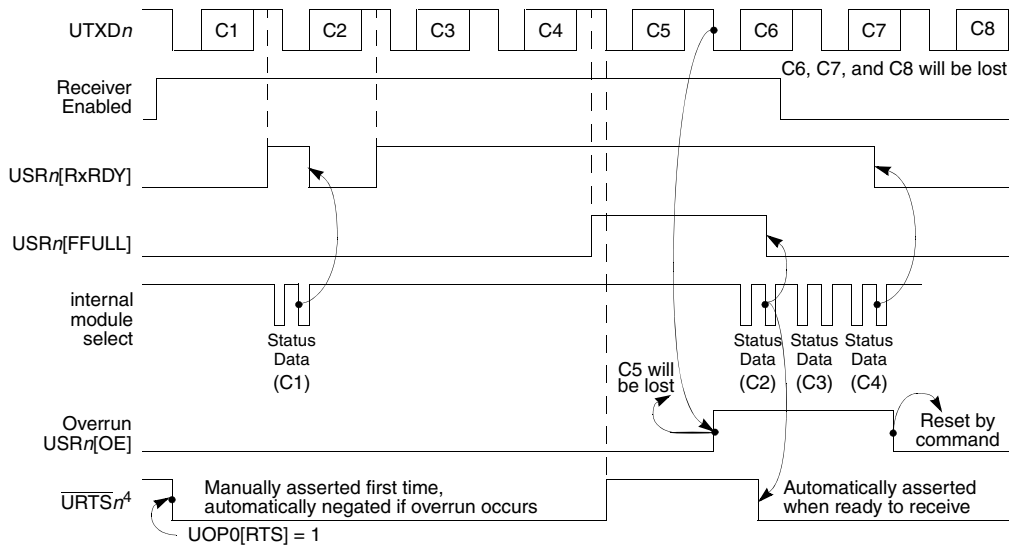 UTXDn
C1 C2 C3 C4 C5 C6 C7 C8
C6, C7, and C8 will be lost
Receiver
Enabled
USRn[RxRDY]
USRn[FFULL]
internal
module
select
Status
Data
(C1)
Status
Data
(C2)
Status
Data
(C3)
Status
Data
(C4)
C5 will
be lost
Overrun
USRn[OE]
Reset by
command
URTSn4
Manually asserted first time,
automatically negated if overrun occurs
Automatically asserted
when ready to receive
UOP0[RTS] = 1